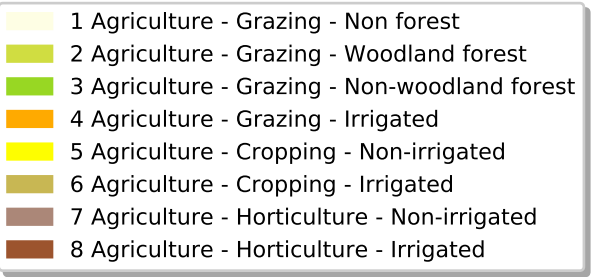 1 Agriculture - Grazing - Non forest
2 Agriculture - Grazing - Woodland forest
3 Agriculture - Grazing - Non-woodland forest
4 Agriculture - Grazing - Irrigated
5 Agriculture - Cropping - Non-irrigated
6 Agriculture - Cropping - Irrigated
7 Agriculture - Horticulture - Non-irrigated
8 Agriculture - Horticulture - Irrigated